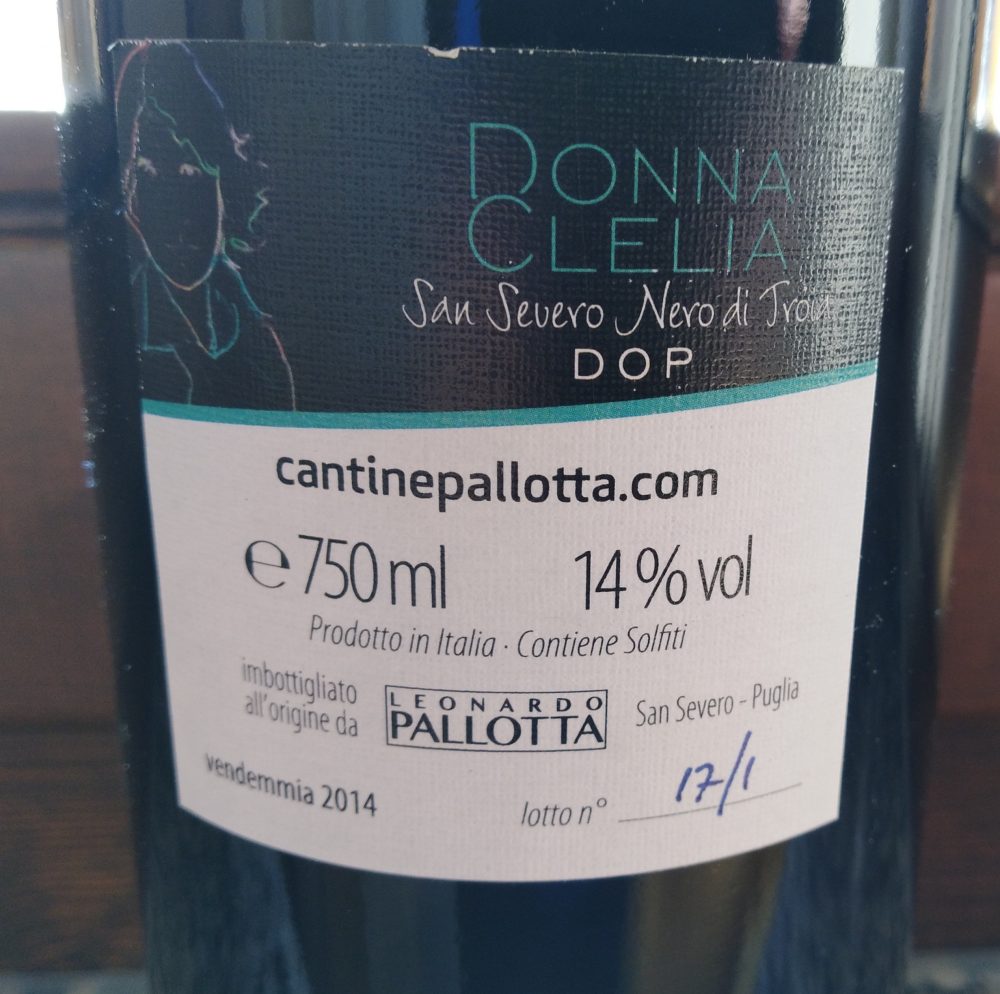 DONNA
CLELIA
San Severo Nero di Troia
DOP
cantinepallotta.com
℮ 750 ml 14% vol
Prodotto in Italia · Contiene Solfiti
imbottigliato
all'origine da
LEONARDO
PALLOTTA
San Severo - Puglia
vendemmia 2014
lotto n° 17/1